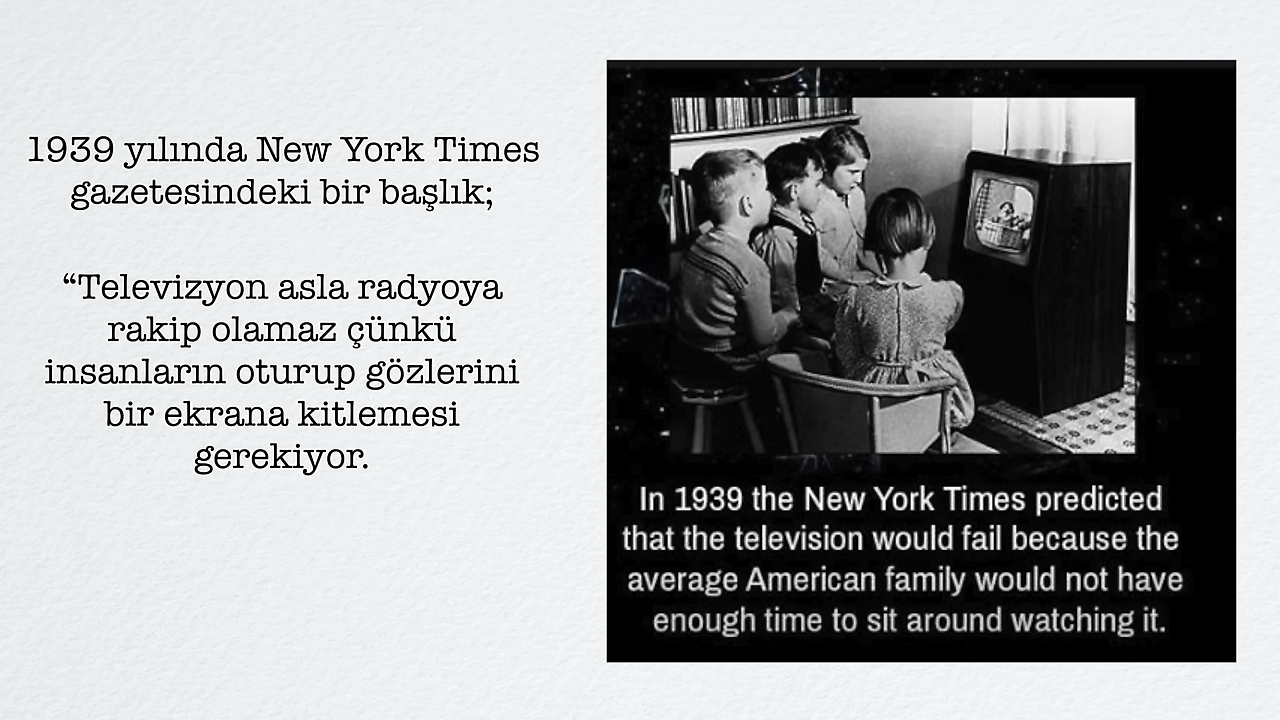 1939 yılında New York Times
gazetesindeki bir başlık;
“Televizyon asla radyoya
rakip olamaz çünkü
insanların oturup gözlerini
bir ekrana kitlemesi
gerekiyor.
In 1939 the New York Times predicted
that the television would fail because the
average American family would not have
enough time to sit around watching it.